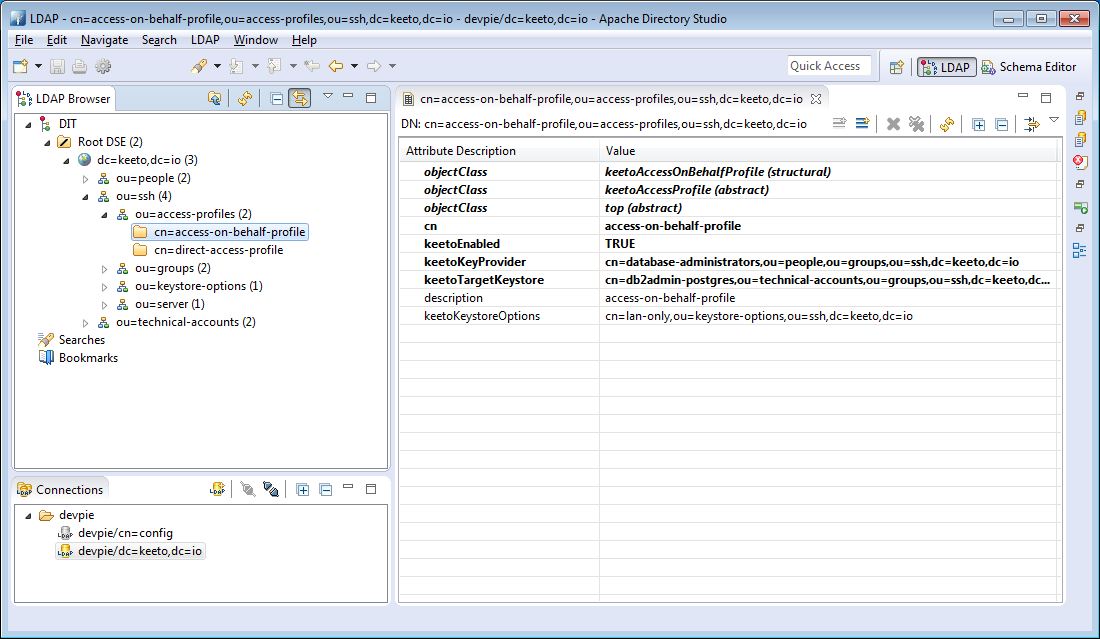 LDAP - cn=access-on-behalf-profile,ou=access-profiles,ou=ssh,dc=keeto,dc=io - devpie/dc=keeto,dc=io - Apache Directory Studio
File Edit Navigate Search LDAP Window Help
Quick Access
LDAP
Schema Editor
LDAP Browser
DIT
Root DSE (2)
dc=keeto,dc=io (3)
ou=people (2)
ou=ssh (4)
ou=access-profiles (2)
cn=access-on-behalf-profile
cn=direct-access-profile
ou=groups (2)
ou=keystore-options (1)
ou=server (1)
ou=technical-accounts (2)
Searches
Bookmarks
Connections
devpie
devpie/cn=config
devpie/dc=keeto,dc=io
cn=access-on-behalf-profile,ou=access-profiles,ou=ssh,dc=keeto,dc=io
DN: cn=access-on-behalf-profile,ou=access-profiles,ou=ssh,dc=keeto,dc=io
Attribute Description Value
objectClass keetoAccessOnBehalfProfile (structural)
objectClass keetoAccessProfile (abstract)
objectClass top (abstract)
cn access-on-behalf-profile
keetoEnabled TRUE
keetoKeyProvider cn=database-administrators,ou=people,ou=groups,ou=ssh,dc=keeto,dc=io
keetoTargetKeystore cn=db2admin-postgres,ou=technical-accounts,ou=groups,ou=ssh,dc=keeto,dc...
description access-on-behalf-profile
keetoKeystoreOptions cn=lan-only,ou=keystore-options,ou=ssh,dc=keeto,dc=io